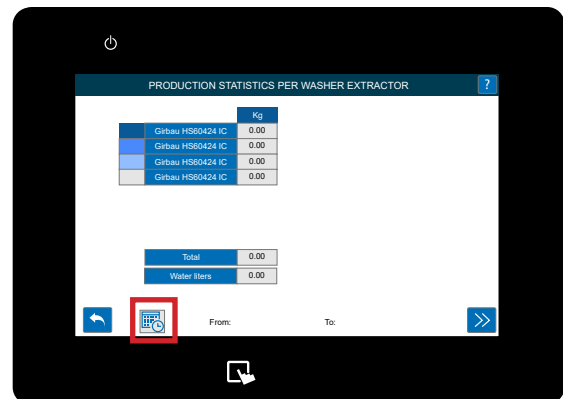 PRODUCTION STATISTICS PER WASHER EXTRACTOR ?
Kg
Girbau HS60424 IC 0.00
Girbau HS60424 IC 0.00
Girbau HS60424 IC 0.00
Girbau HS60424 IC 0.00
Total 0.00
Water liters 0.00
From: To: